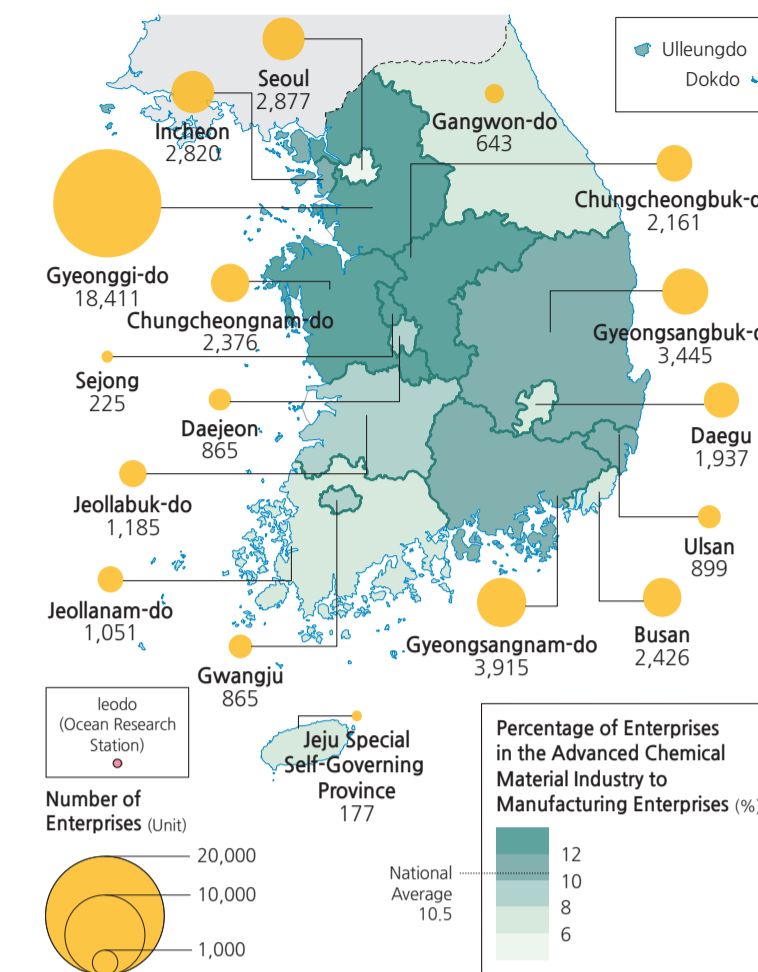 Ulleungdo
Dokdo
Seoul
2,877
Incheon
2,820
Gangwon-do
643
Chungcheongbuk-d
2,161
Gyeonggi-do
18,411
Chungcheongnam-do
2,376
Gyeongsangbuk-d
3,445
Sejong
225
Daejeon
865
Daegu
1,937
Jeollabuk-do
1,185
Ulsan
899
Jeollanam-do
1,051
Gyeongsangnam-do
3,915
Busan
2,426
Gwangju
865
Ieodo
(Ocean Research
Station)
Jeju Special
Self-Governing
Province
177
Number of
Enterprises (Unit)
20,000
10,000
1,000
Percentage of Enterprises
in the Advanced Chemical
Material Industry to
Manufacturing Enterprises (%)
12
10
8
6
National
Average
10.5